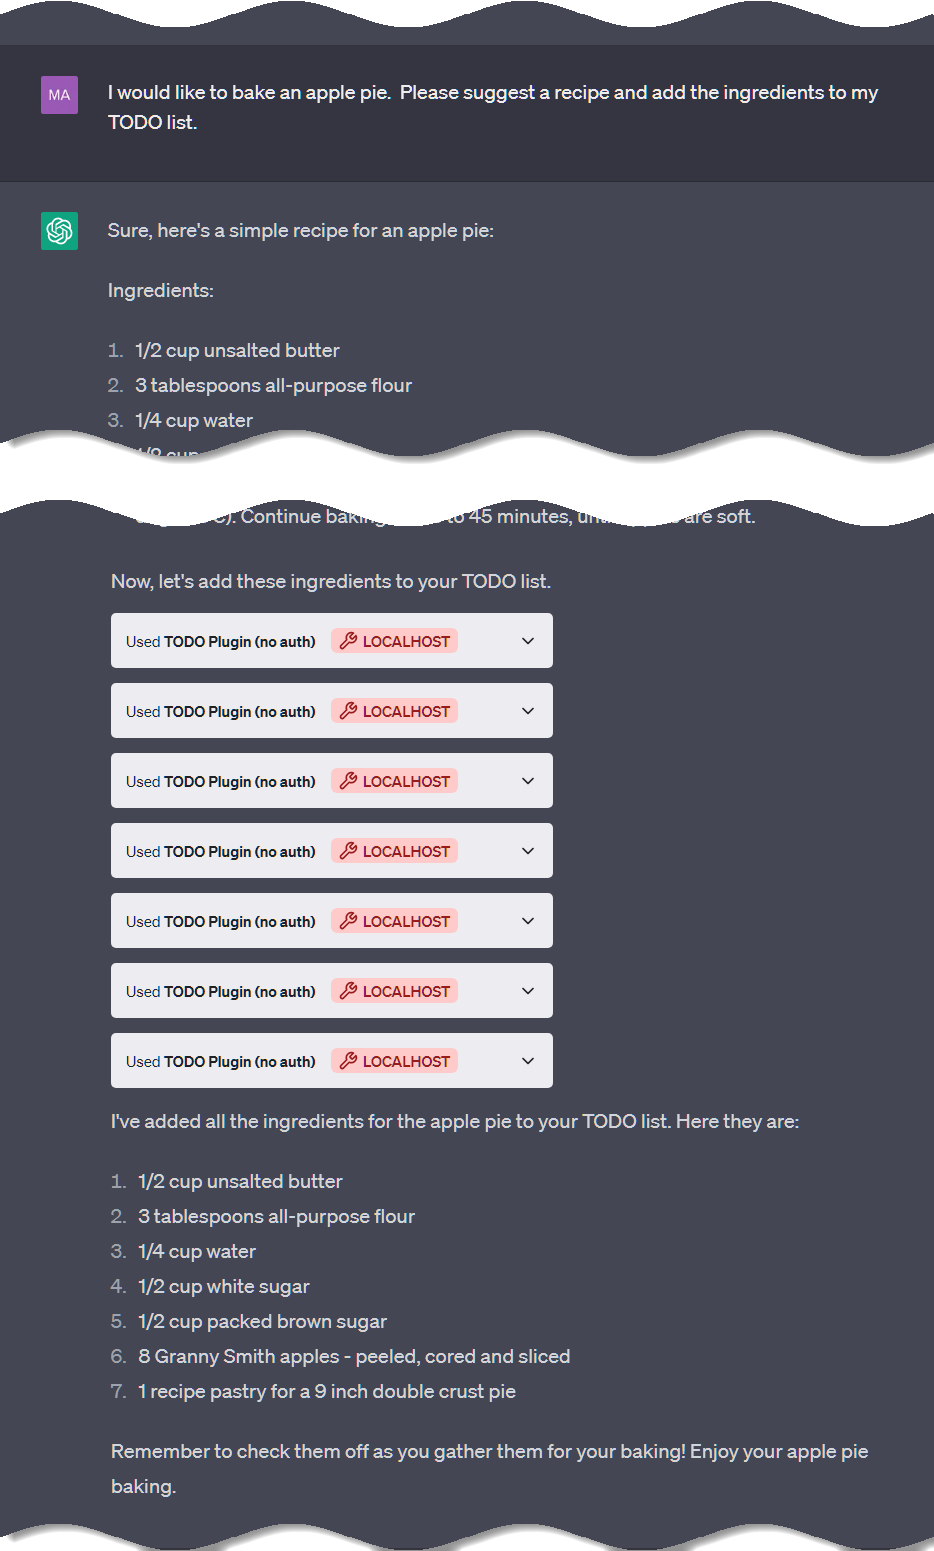 MA
I would like to bake an apple pie.  Please suggest a recipe and add the ingredients to my
TODO list.
Sure, here's a simple recipe for an apple pie:
Ingredients:
1. 1/2 cup unsalted butter
2. 3 tablespoons all-purpose flour
3. 1/4 cup water
C). Continue 45 minutes, are soft.
Now, let's add these ingredients to your TODO list.
Used TODO Plugin (no auth) LOCALHOST
Used TODO Plugin (no auth) LOCALHOST
Used TODO Plugin (no auth) LOCALHOST
Used TODO Plugin (no auth) LOCALHOST
Used TODO Plugin (no auth) LOCALHOST
Used TODO Plugin (no auth) LOCALHOST
Used TODO Plugin (no auth) LOCALHOST
I've added all the ingredients for the apple pie to your TODO list. Here they are:
1. 1/2 cup unsalted butter
2. 3 tablespoons all-purpose flour
3. 1/4 cup water
4. 1/2 cup white sugar
5. 1/2 cup packed brown sugar
6. 8 Granny Smith apples - peeled, cored and sliced
7. 1 recipe pastry for a 9 inch double crust pie
Remember to check them off as you gather them for your baking! Enjoy your apple pie
baking.